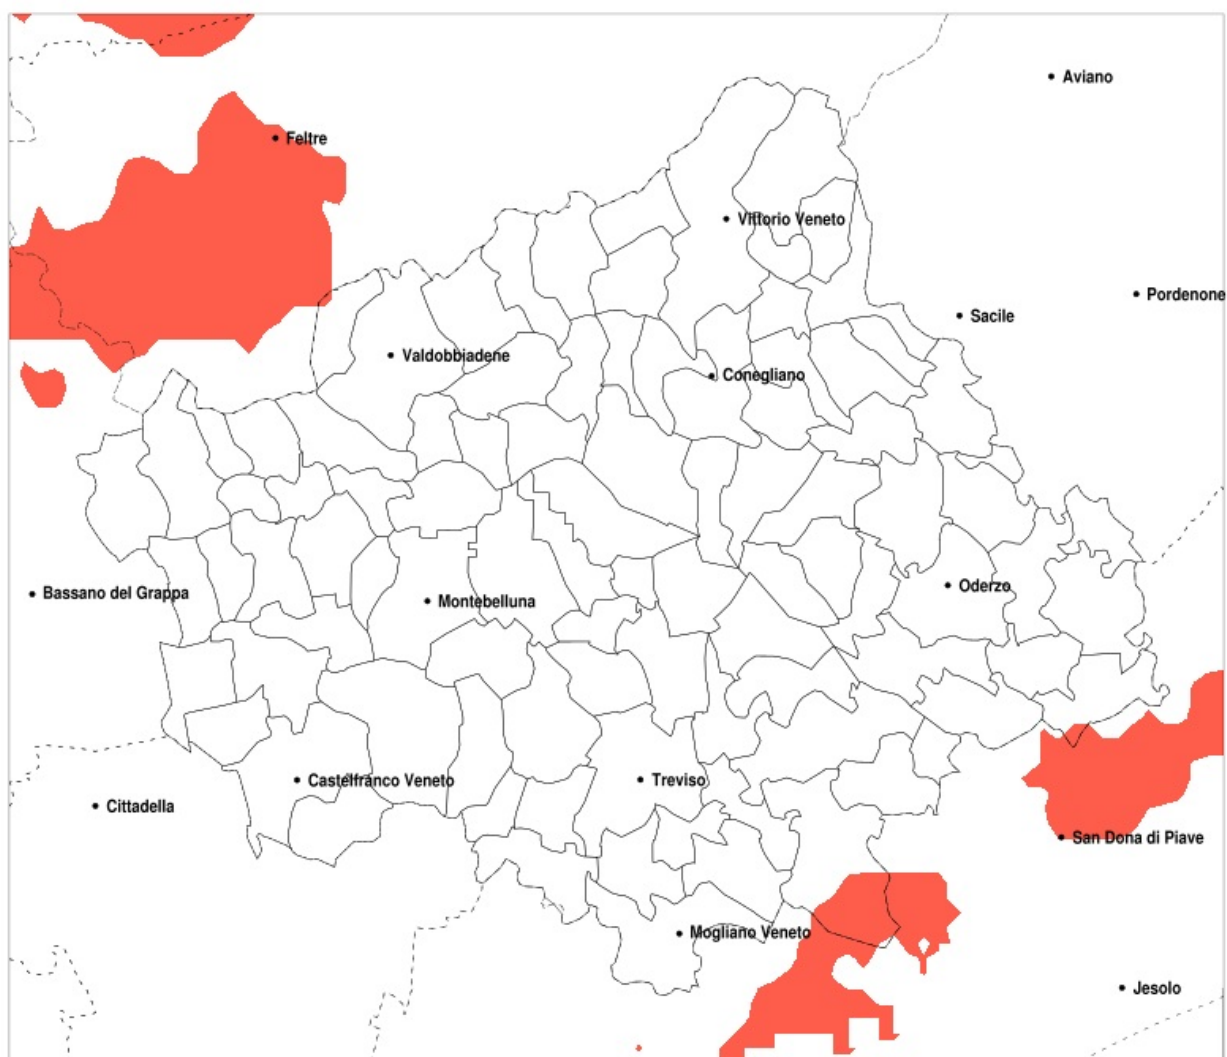 Aviano
Feltre
Vittorio Veneto
Pordenone
Sacile
Valdobbiadene
Conegliano
Oderzo
Bassano del Grappa
Montebelluna
Castelfranco Veneto
Treviso
Cittadella
San Dona di Piave
Mogliano Veneto
Jesolo